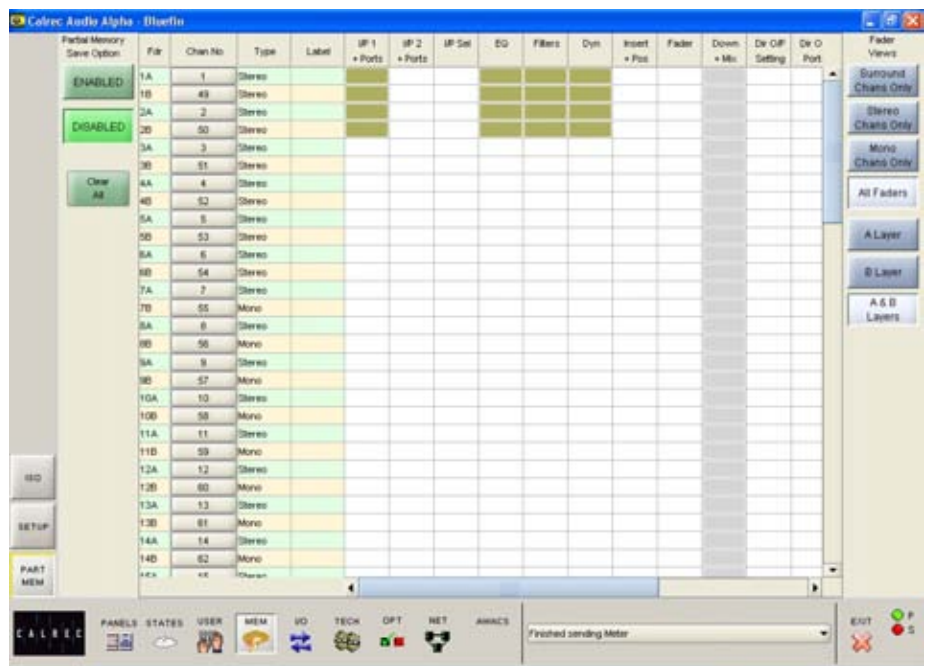 Calrec Audio Alpha - Bluefin
Partial Memory
Save Option
ENABLED
DISABLED
Clear
All
ISO
SETUP
PART
MEM
Fdr Chan No Type Label I/P 1 + Ports I/P 2 + Ports I/P Sel EQ Filters Dyn Insert + Pos Fader Down + Mix Dir O/P Setting Dir O Port
1A 1 Stereo
1B 49 Stereo
2A 2 Stereo
2B 50 Stereo
3A 3 Stereo
3B 51 Stereo
4A 4 Stereo
4B 52 Stereo
5A 5 Stereo
5B 53 Stereo
6A 6 Stereo
6B 54 Stereo
7A 7 Stereo
7B 55 Mono
8A 8 Stereo
8B 56 Mono
9A 9 Stereo
9B 57 Mono
10A 10 Stereo
10B 58 Mono
11A 11 Stereo
11B 59 Mono
12A 12 Stereo
12B 60 Mono
13A 13 Stereo
13B 61 Mono
14A 14 Stereo
14B 62 Mono
15A 15 Stereo
Fader
Views
Surround
Chans Only
Stereo
Chans Only
Mono
Chans Only
All Faders
A Layer
B Layer
A & B
Layers
CALREC PANELS STATES USER MEM I/O TECH OPT NET AWACS
Finished sending Meter
EXIT P
S